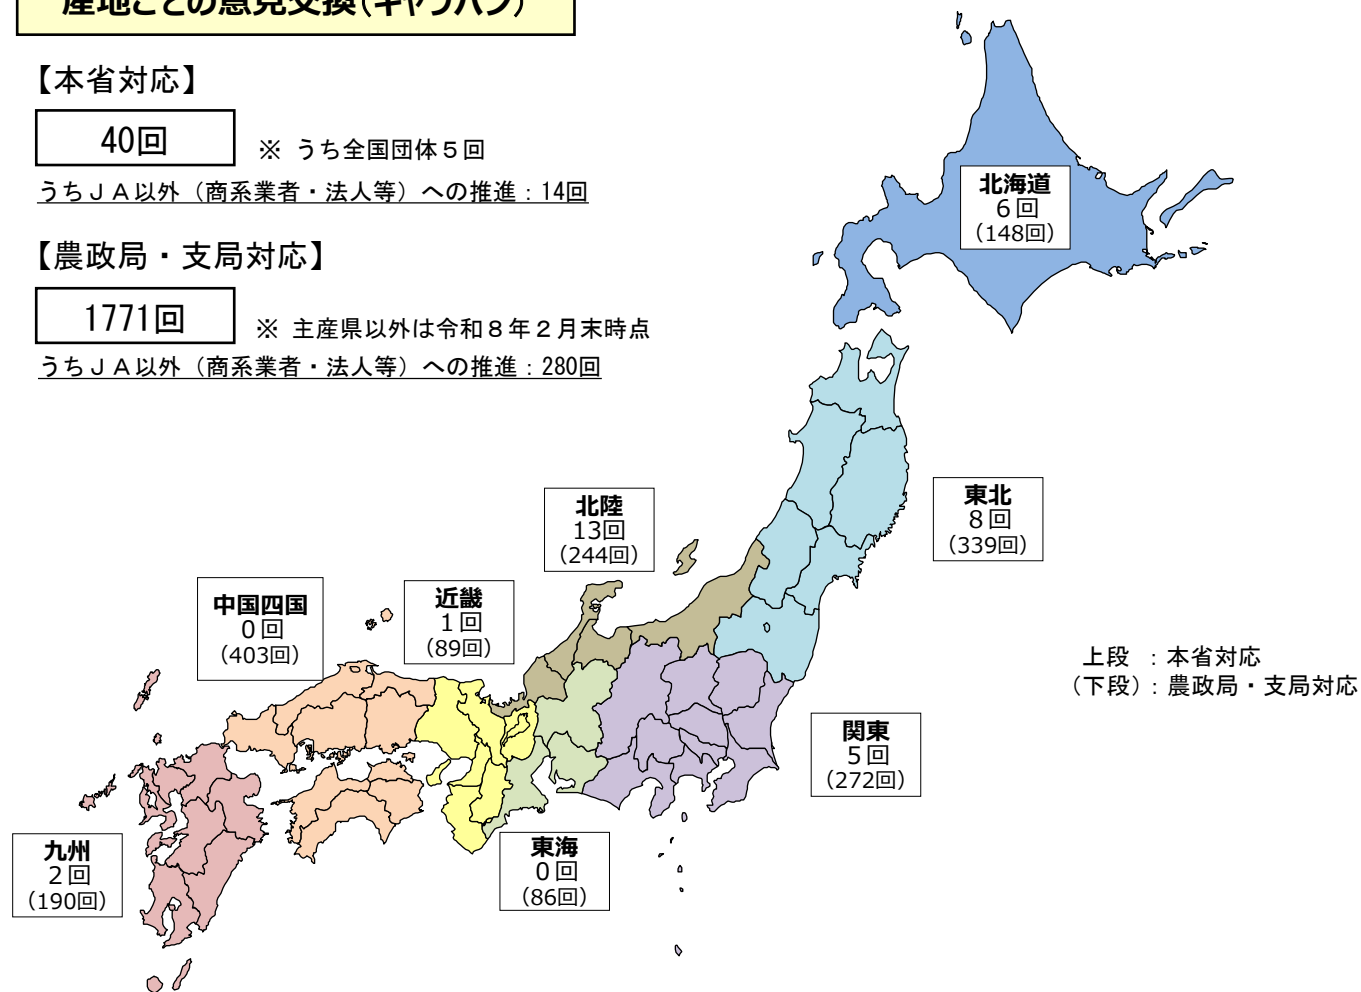 産地ごとの意見交換(キャラバン)
【本省対応】
40回
※ うち全国団体５回
うちＪＡ以外（商系業者・法人等）への推進：14回
【農政局・支局対応】
1771回
※ 主産県以外は令和８年２月末時点
うちＪＡ以外（商系業者・法人等）への推進：280回
北海道
６回
(148回)
東北
８回
(339回)
北陸
13回
(244回)
中国四国
０回
(403回)
近畿
１回
(89回)
上段　：本省対応
（下段）：農政局・支局対応
関東
５回
(272回)
東海
０回
(86回)
九州
２回
(190回)